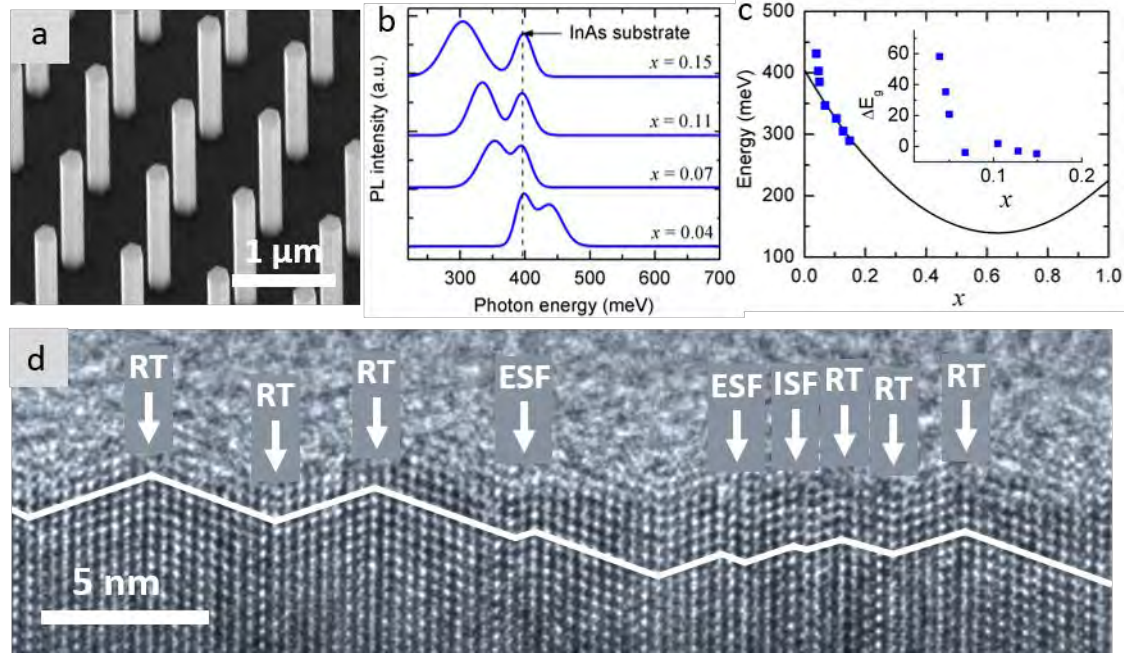 a
1 µm
b
PL intensity (a.u.)
InAs substrate
x = 0.15
x = 0.11
x = 0.07
x = 0.04
300 400 500 600 700
Photon energy (meV)
c
Energy (meV)
500
400
300
200
100
0.0 0.2 0.4 0.6 0.8 1.0
x
ΔEg
60
40
20
0
0.1 0.2
x
d
RT RT RT ESF ESF ISF RT RT RT
5 nm